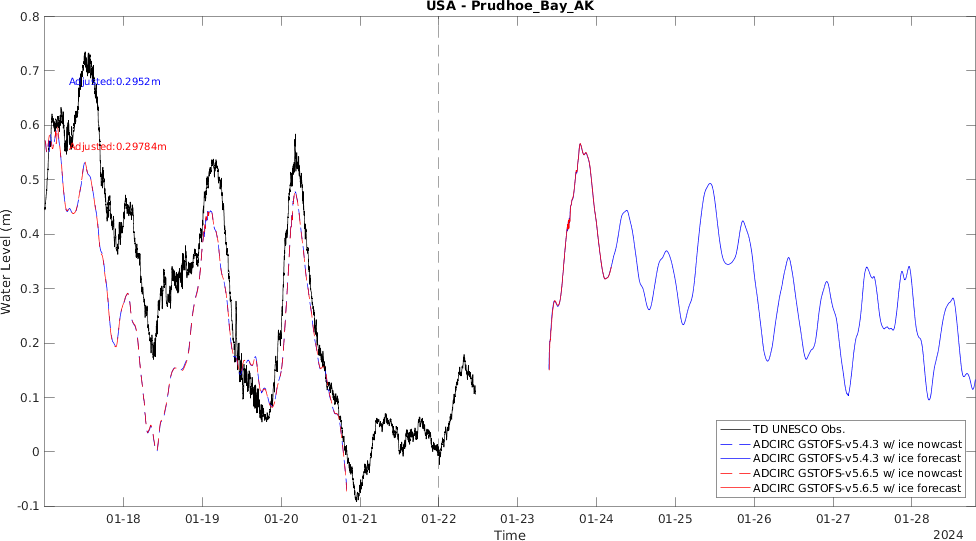 USA - Prudhoe_Bay_AK
0.8
0.7
0.6
0.5
0.4
0.3
0.2
0.1
0
-0.1
Water Level (m)
Adjusted:0.2952m
Adjusted:0.29784m
TD UNESCO Obs.
ADCIRC GSTOFS-v5.4.3 w/ ice nowcast
ADCIRC GSTOFS-v5.4.3 w/ ice forecast
ADCIRC GSTOFS-v5.6.5 w/ ice nowcast
ADCIRC GSTOFS-v5.6.5 w/ ice forecast
01-18 01-19 01-20 01-21 01-22 01-23 01-24 01-25 01-26 01-27 01-28
Time
2024